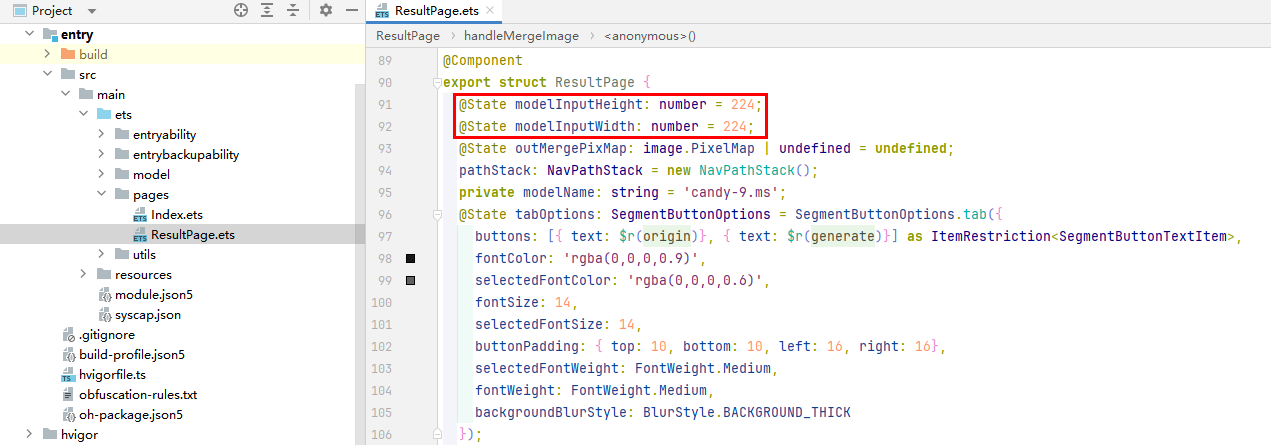 Project
entry
build
src
main
ets
entryability
entrybackupability
model
pages
Index.ets
ResultPage.ets
utils
resources
module.json5
syscap.json
.gitignore
build-profile.json5
hvigorfile.ts
obfuscation-rules.txt
oh-package.json5
hvigor
ResultPage.ets
ResultPage handleMergeImage <anonymous>()
89 @Component
90 export struct ResultPage {
91 @State modelInputHeight: number = 224;
92 @State modelInputWidth: number = 224;
93 @State outMergePixMap: image.PixelMap | undefined = undefined;
94 pathStack: NavPathStack = new NavPathStack();
95 private modelName: string = 'candy-9.ms';
96 @State tabOptions: SegmentButtonOptions = SegmentButtonOptions.tab({
97 buttons: [{ text: $r(origin)}, { text: $r(generate)}] as ItemRestriction<SegmentButtonTextItem>,
98 fontColor: 'rgba(0,0,0,0.9)',
99 selectedFontColor: 'rgba(0,0,0,0.6)',
100 fontSize: 14,
101 selectedFontSize: 14,
102 buttonPadding: { top: 10, bottom: 10, left: 16, right: 16},
103 selectedFontWeight: FontWeight.Medium,
104 fontWeight: FontWeight.Medium,
105 backgroundBlurStyle: BlurStyle.BACKGROUND_THICK
106 });